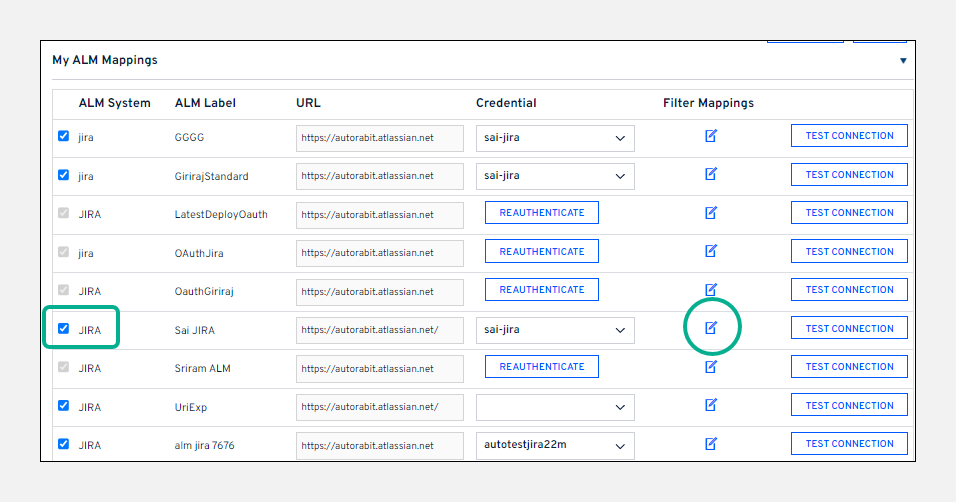 My ALM Mappings
ALM System ALM Label URL Credential Filter Mappings
jira GGGG https://autorabit.atlassian.net sai-jira TEST CONNECTION
jira GirirajStandard https://autorabit.atlassian.net sai-jira TEST CONNECTION
JIRA LatestDeployOauth https://autorabit.atlassian.net REAUTHENTICATE TEST CONNECTION
jira OAuthJira https://autorabit.atlassian.net REAUTHENTICATE TEST CONNECTION
JIRA OauthGiriraj https://autorabit.atlassian.net REAUTHENTICATE TEST CONNECTION
JIRA Sai JIRA https://autorabit.atlassian.net/ sai-jira TEST CONNECTION
JIRA Sriram ALM https://autorabit.atlassian.net REAUTHENTICATE TEST CONNECTION
JIRA UriExp https://autorabit.atlassian.net/ TEST CONNECTION
JIRA alm jira 7676 https://autorabit.atlassian.net autotestjira22m TEST CONNECTION